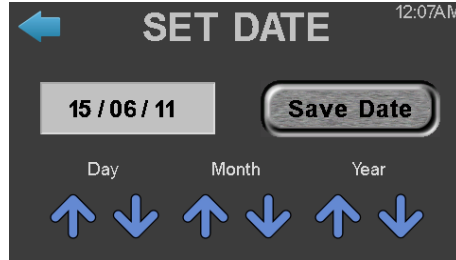 SET DATE
12:07AM
15 / 06 / 11
Save Date
Day Month Year